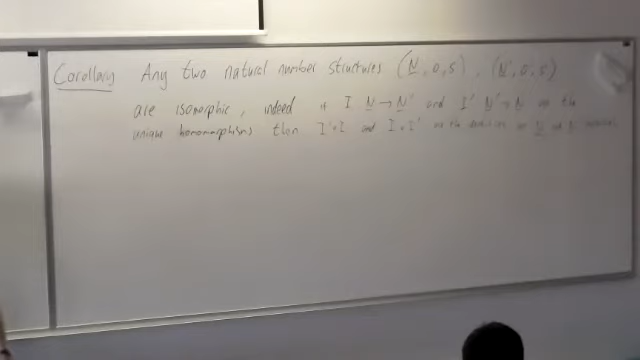 Corollary Any two natural number structures (N, 0, s), (N', 0', s')
are isomorphic, indeed if I: N → N' and I': N' → N are the
unique homomorphisms then I'∘I and I∘I' are the identities on N and N'